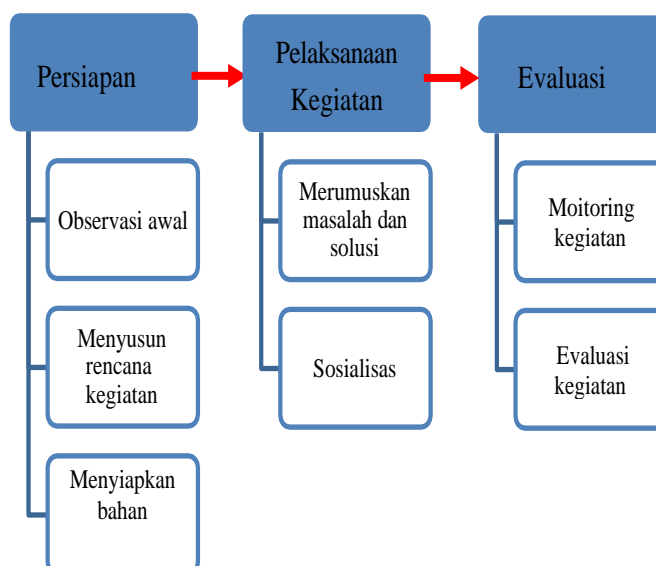 Persiapan
Pelaksanaan
Kegiatan
Evaluasi
Observasi awal
Menyusun
rencana
kegiatan
Menyiapkan
bahan
Merumuskan
masalah dan
solusi
Sosialisas
Moitoring
kegiatan
Evaluasi
kegiatan